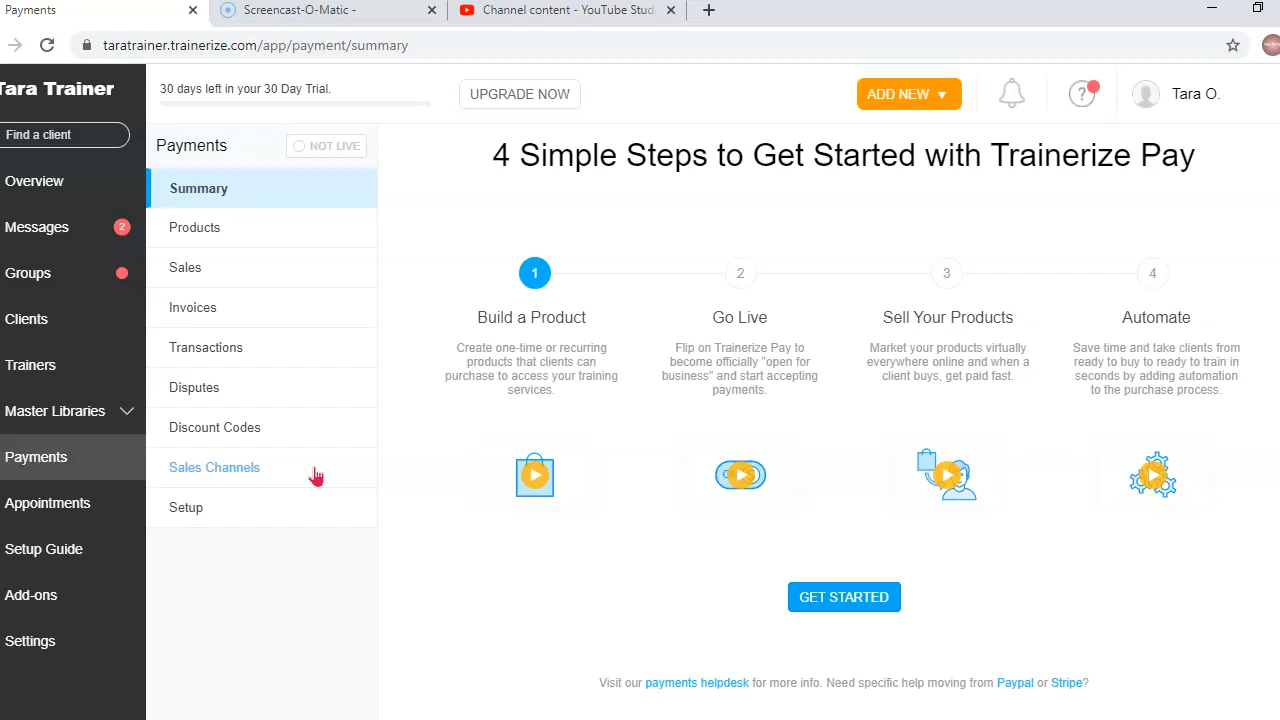 Payments
Screencast-O-Matic -
Channel content - YouTube Studi
taratrainer.trainerize.com/app/payment/summary
Tara Trainer
30 days left in your 30 Day Trial.
UPGRADE NOW
ADD NEW
?
Tara O.
Find a client
Overview
Messages
2
Groups
Clients
Trainers
Master Libraries
Payments
Appointments
Setup Guide
Add-ons
Settings
Payments
NOT LIVE
Summary
Products
Sales
Invoices
Transactions
Disputes
Discount Codes
Sales Channels
Setup
4 Simple Steps to Get Started with Trainerize Pay
1
Build a Product
Create one-time or recurring
products that clients can
purchase to access your training
services.
2
Go Live
Flip on Trainerize Pay to
become officially "open for
business" and start accepting
payments.
3
Sell Your Products
Market your products virtually
everywhere online and when a
client buys, get paid fast.
4
Automate
Save time and take clients from
ready to buy to ready to train in
seconds by adding automation
to the purchase process.
GET STARTED
Visit our payments helpdesk for more info. Need specific help moving from Paypal or Stripe?